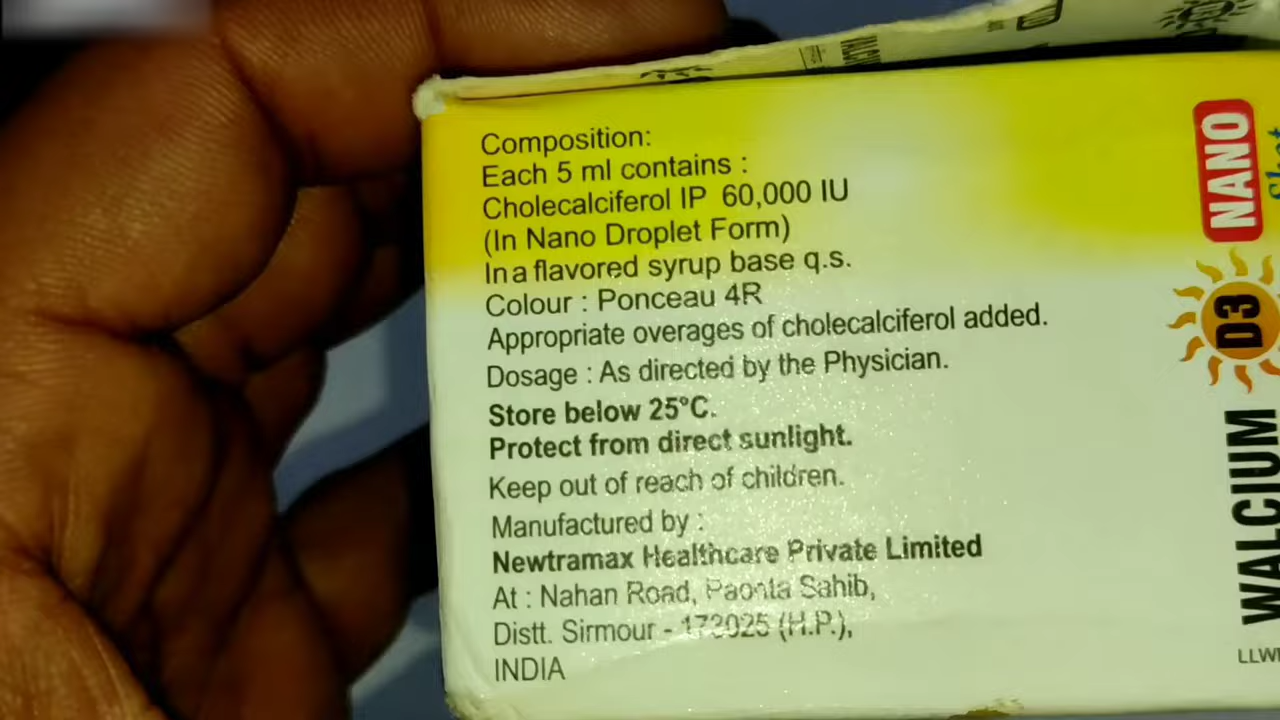 Composition:
Each 5 ml contains :
Cholecalciferol IP 60,000 IU
(In Nano Droplet Form)
In a flavored syrup base q.s.
Colour : Ponceau 4R
Appropriate overages of cholecalciferol added.
Dosage : As directed by the Physician.
Store below 25°C.
Protect from direct sunlight.
Keep out of reach of children.
Manufactured by :
Newtramax Healthcare Private Limited
At : Nahan Road, Paonta Sahib,
Distt. Sirmour - 173025 (H.P.),
INDIA
WALCIUM D3 NANO